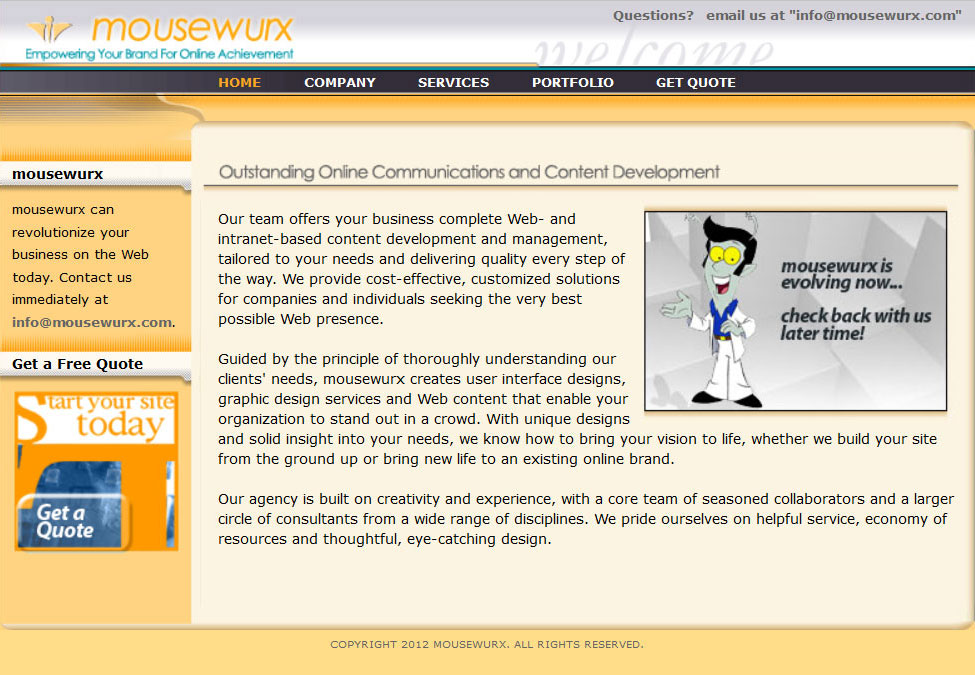 mousewurx
Empowering Your Brand For Online Achievement
Questions? email us at "info@mousewurx.com"
welcome
HOME COMPANY SERVICES PORTFOLIO GET QUOTE
mousewurx
mousewurx can
revolutionize your
business on the Web
today. Contact us
immediately at
info@mousewurx.com.
Get a Free Quote
Start your site
today
Get a
Quote
Outstanding Online Communications and Content Development
Our team offers your business complete Web- and
intranet-based content development and management,
tailored to your needs and delivering quality every step of
the way. We provide cost-effective, customized solutions
for companies and individuals seeking the very best
possible Web presence.
mousewurx is
evolving now...
check back with us
later time!
Guided by the principle of thoroughly understanding our
clients' needs, mousewurx creates user interface designs,
graphic design services and Web content that enable your
organization to stand out in a crowd. With unique designs
and solid insight into your needs, we know how to bring your vision to life, whether we build your site
from the ground up or bring new life to an existing online brand.
Our agency is built on creativity and experience, with a core team of seasoned collaborators and a larger
circle of consultants from a wide range of disciplines. We pride ourselves on helpful service, economy of
resources and thoughtful, eye-catching design.
COPYRIGHT 2012 MOUSEWURX. ALL RIGHTS RESERVED.